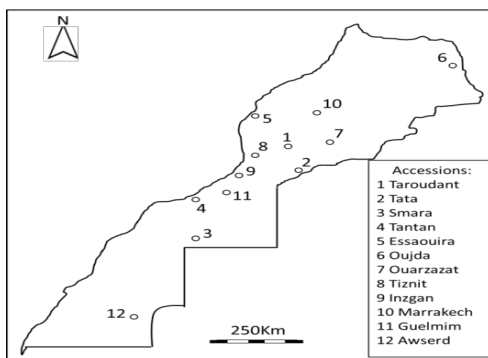 N
6
10
5
1
7
8
2
9
11
4
3
12
250Km
Accessions:
1 Taroudant
2 Tata
3 Smara
4 Tantan
5 Essaouira
6 Oujda
7 Ouarzazat
8 Tiznit
9 Inzgan
10 Marrakech
11 Guelmim
12 Awserd